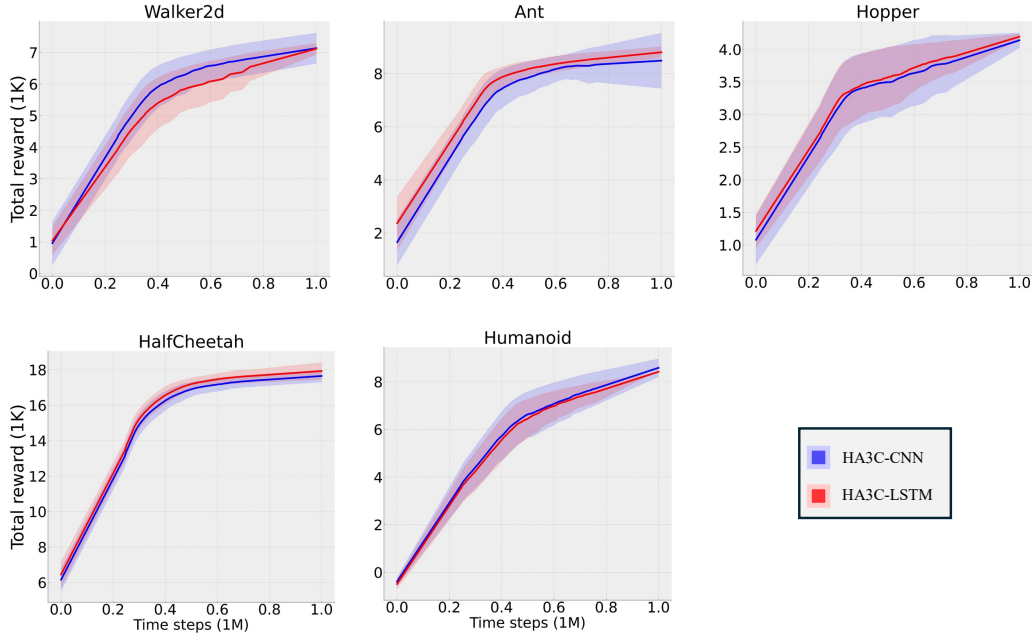 Walker2d
Ant
Hopper
Total reward (1K)
7
6
5
4
3
2
1
0
0.0 0.2 0.4 0.6 0.8 1.0
8
6
4
2
0.0 0.2 0.4 0.6 0.8 1.0
4.0
3.5
3.0
2.5
2.0
1.5
1.0
0.0 0.2 0.4 0.6 0.8 1.0
HalfCheetah
Humanoid
Total reward (1K)
18
16
14
12
10
8
6
0.0 0.2 0.4 0.6 0.8 1.0
Time steps (1M)
8
6
4
2
0
0.0 0.2 0.4 0.6 0.8 1.0
Time steps (1M)
HA3C-CNN
HA3C-LSTM